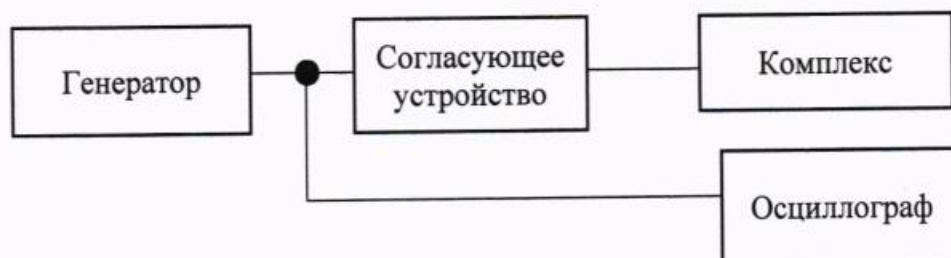 Генератор
Согласующее
устройство
Комплекс
Осциллограф